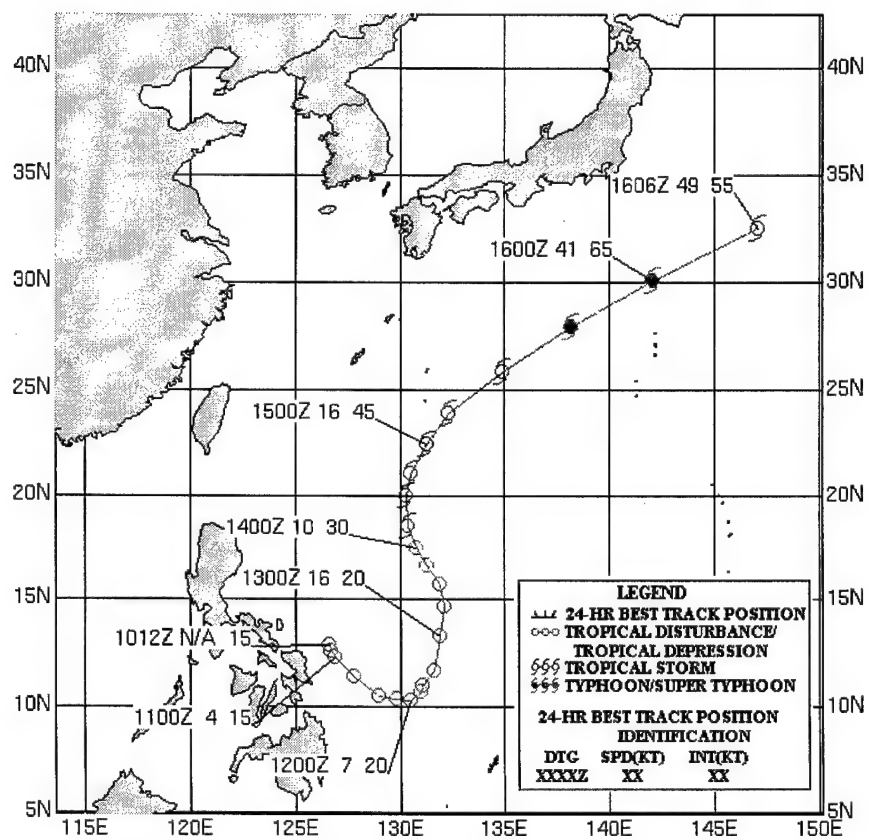 40N
40N
35N
35N
1606Z 49 55
1600Z 41 65
30N
30N
25N
25N
1500Z 16 45
20N
20N
1400Z 10 30
1300Z 16 20
15N
15N
1012Z N/A 15
10N
10N
1100Z 4 15
1200Z 7 20
5N
5N
115E 120E 125E 130E 135E 140E 145E 150E
LEGEND
24-HR BEST TRACK POSITION
TROPICAL DISTURBANCE/
TROPICAL DEPRESSION
TROPICAL STORM
TYPHOON/SUPER TYPHOON
24-HR BEST TRACK POSITION
IDENTIFICATION
DTG SPD(KT) INT(KT)
XXXXZ XX XX